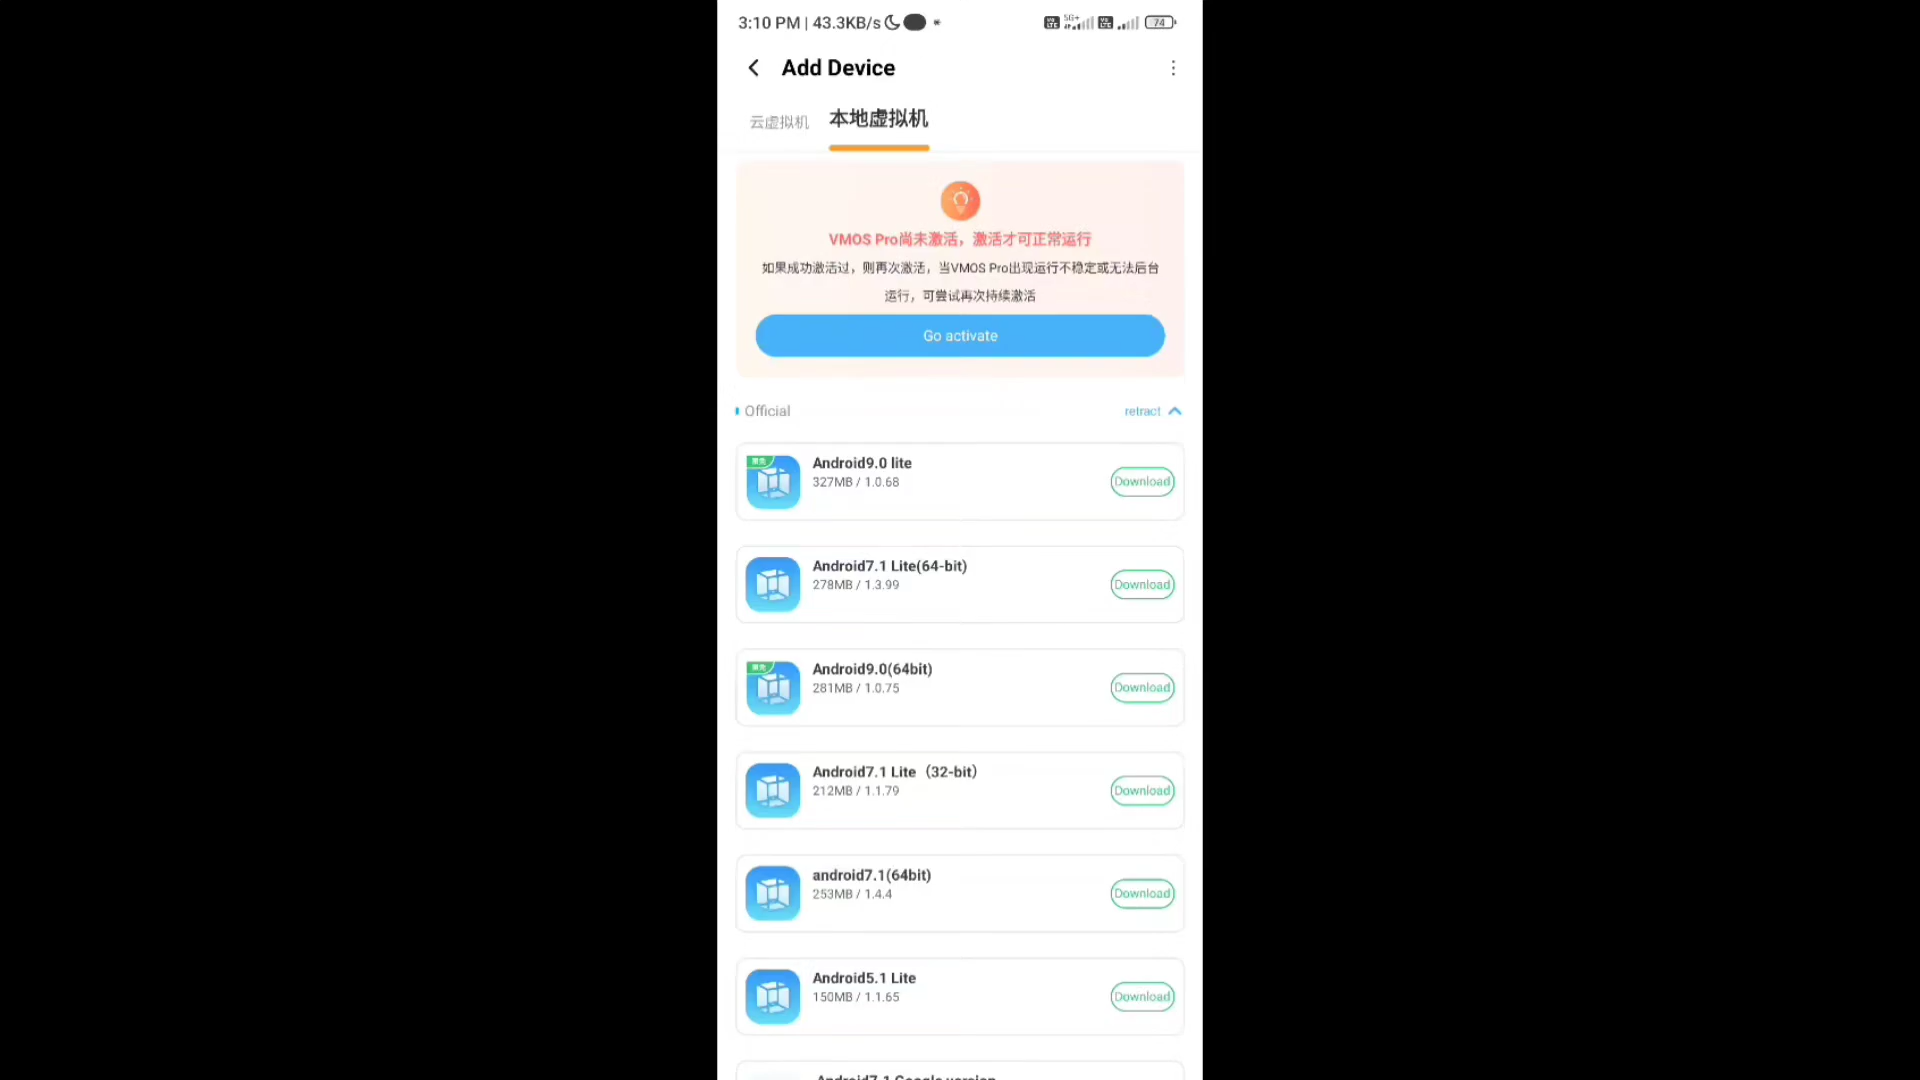 3:10 PM | 43.3KB/s
74
Add Device
云虚拟机 本地虚拟机
VMOS Pro尚未激活，激活才可正常运行
如果成功激活过，则再次激活，当VMOS Pro出现运行不稳定或无法后台
运行，可尝试再次持续激活
Go activate
Official
retract
Android9.0 lite
327MB / 1.0.68
Download
Android7.1 Lite(64-bit)
278MB / 1.3.99
Download
Android9.0(64bit)
281MB / 1.0.75
Download
Android7.1 Lite（32-bit）
212MB / 1.1.79
Download
android7.1(64bit)
253MB / 1.4.4
Download
Android5.1 Lite
150MB / 1.1.65
Download
Android7.1 Google version